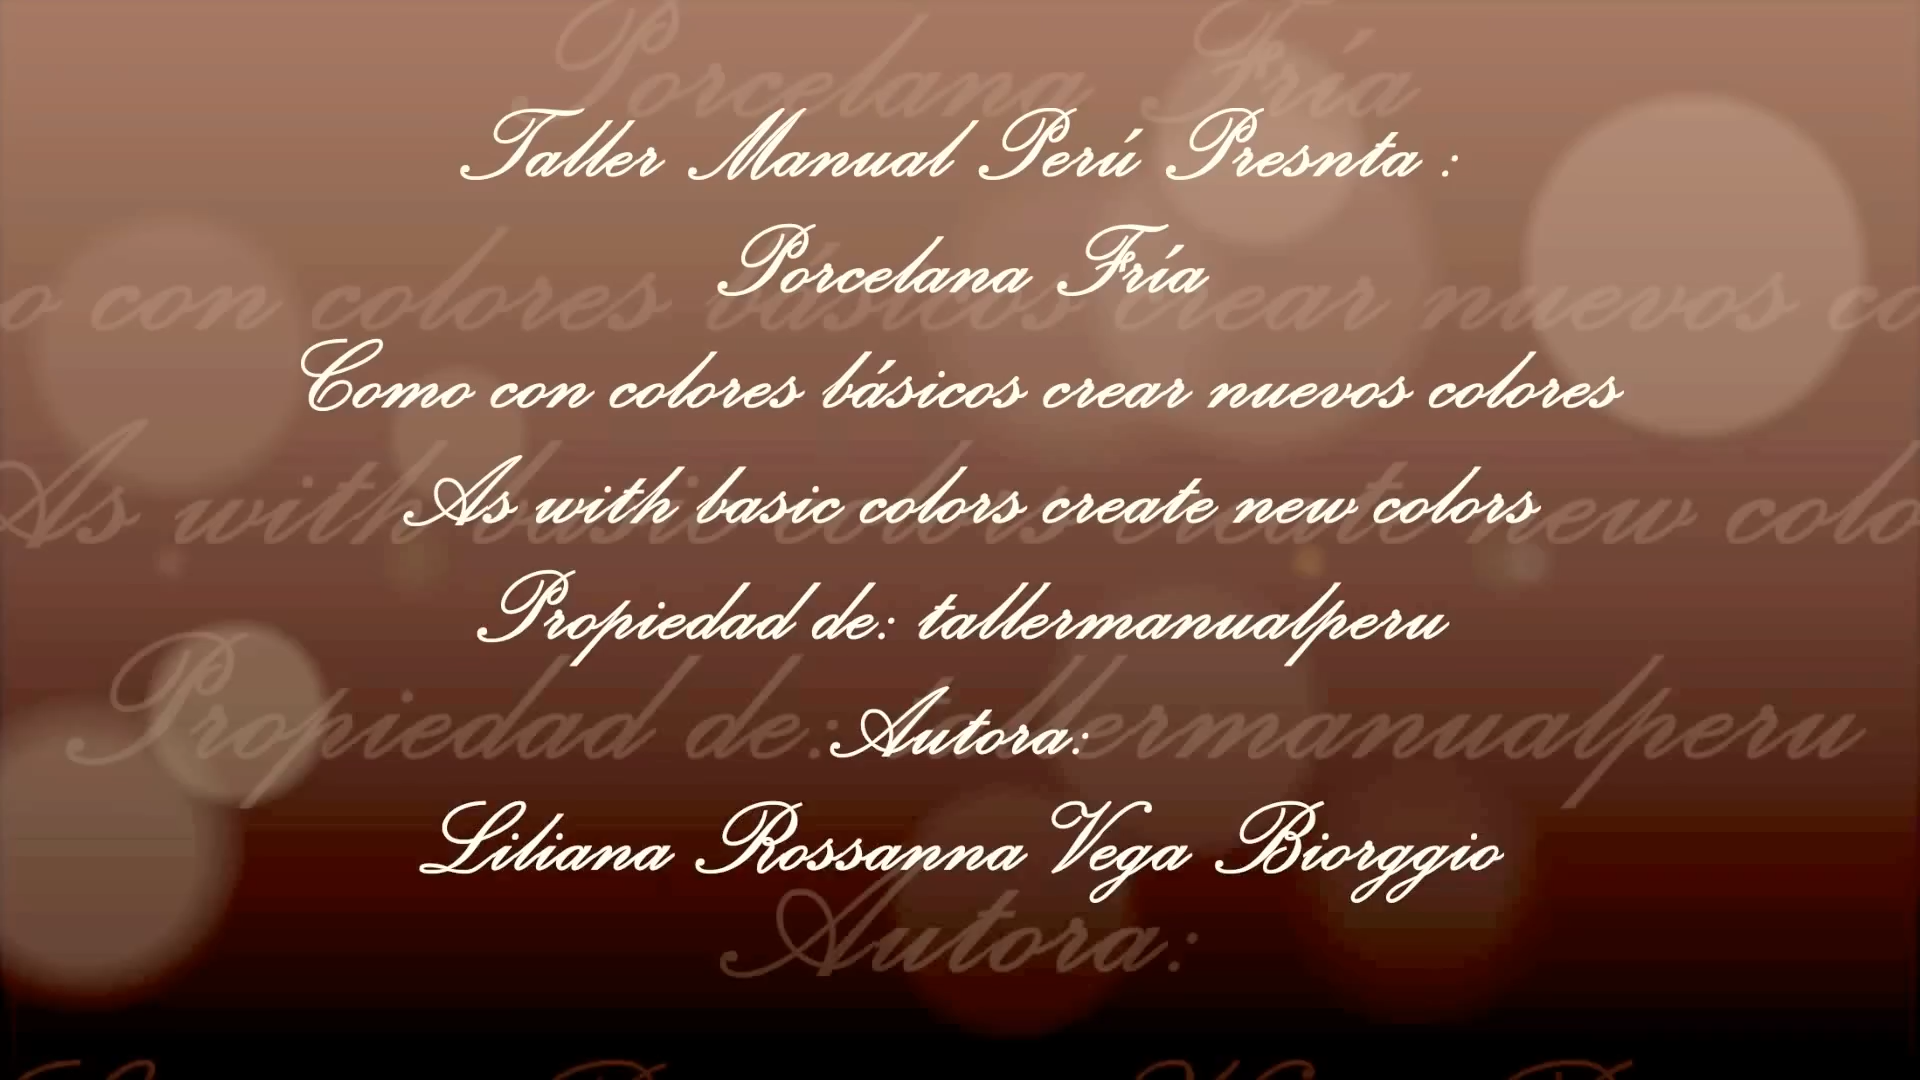 Taller Manual Perú Presnta :
Porcelana Fría
Como con colores básicos crear nuevos colores
As with basic colors create new colors
Propiedad de: tallermanualperu
Autora:
Liliana Rossanna Vega Biorggio